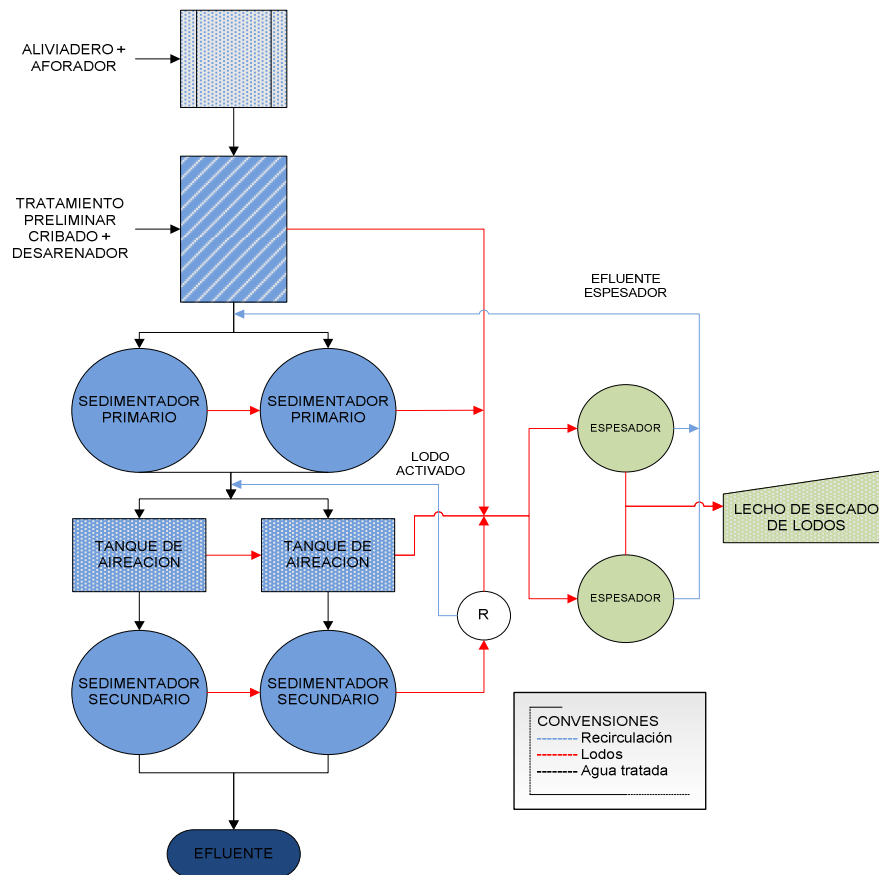 ALIVIADERO +
AFORADOR
TRATAMIENTO
PRELIMINAR
CRIBADO +
DESARENADOR
EFLUENTE
ESPESADOR
SEDIMENTADOR
PRIMARIO
SEDIMENTADOR
PRIMARIO
ESPESADOR
LODO
ACTIVADO
LECHO DE SECADO
DE LODOS
TANQUE DE
AIREACION
TANQUE DE
AIREACION
ESPESADOR
R
SEDIMENTADOR
SECUNDARIO
SEDIMENTADOR
SECUNDARIO
CONVENSIONES
Recirculación
Lodos
Agua tratada
EFLUENTE